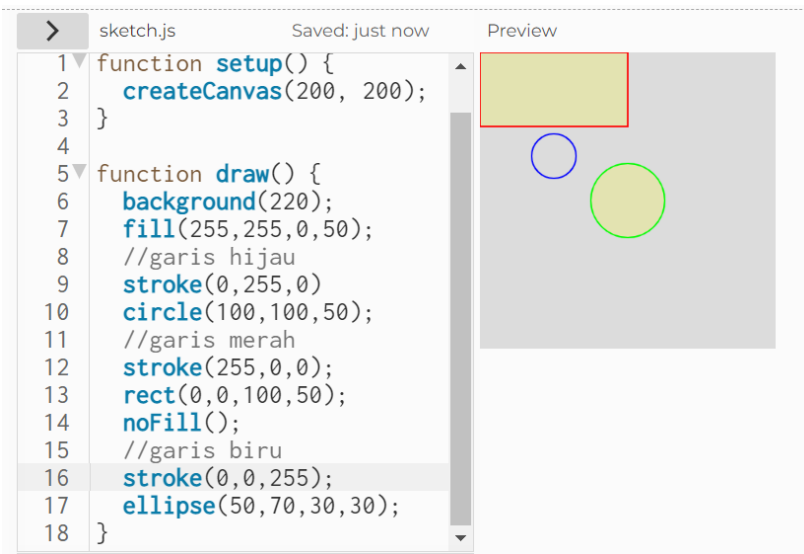 sketch.js Saved: just now Preview
1 function setup() {
2 createCanvas(200, 200);
3 }
4
5 function draw() {
6 background(220);
7 fill(255,255,0,50);
8 //garis hijau
9 stroke(0,255,0)
10 circle(100,100,50);
11 //garis merah
12 stroke(255,0,0);
13 rect(0,0,100,50);
14 noFill();
15 //garis biru
16 stroke(0,0,255);
17 ellipse(50,70,30,30);
18 }